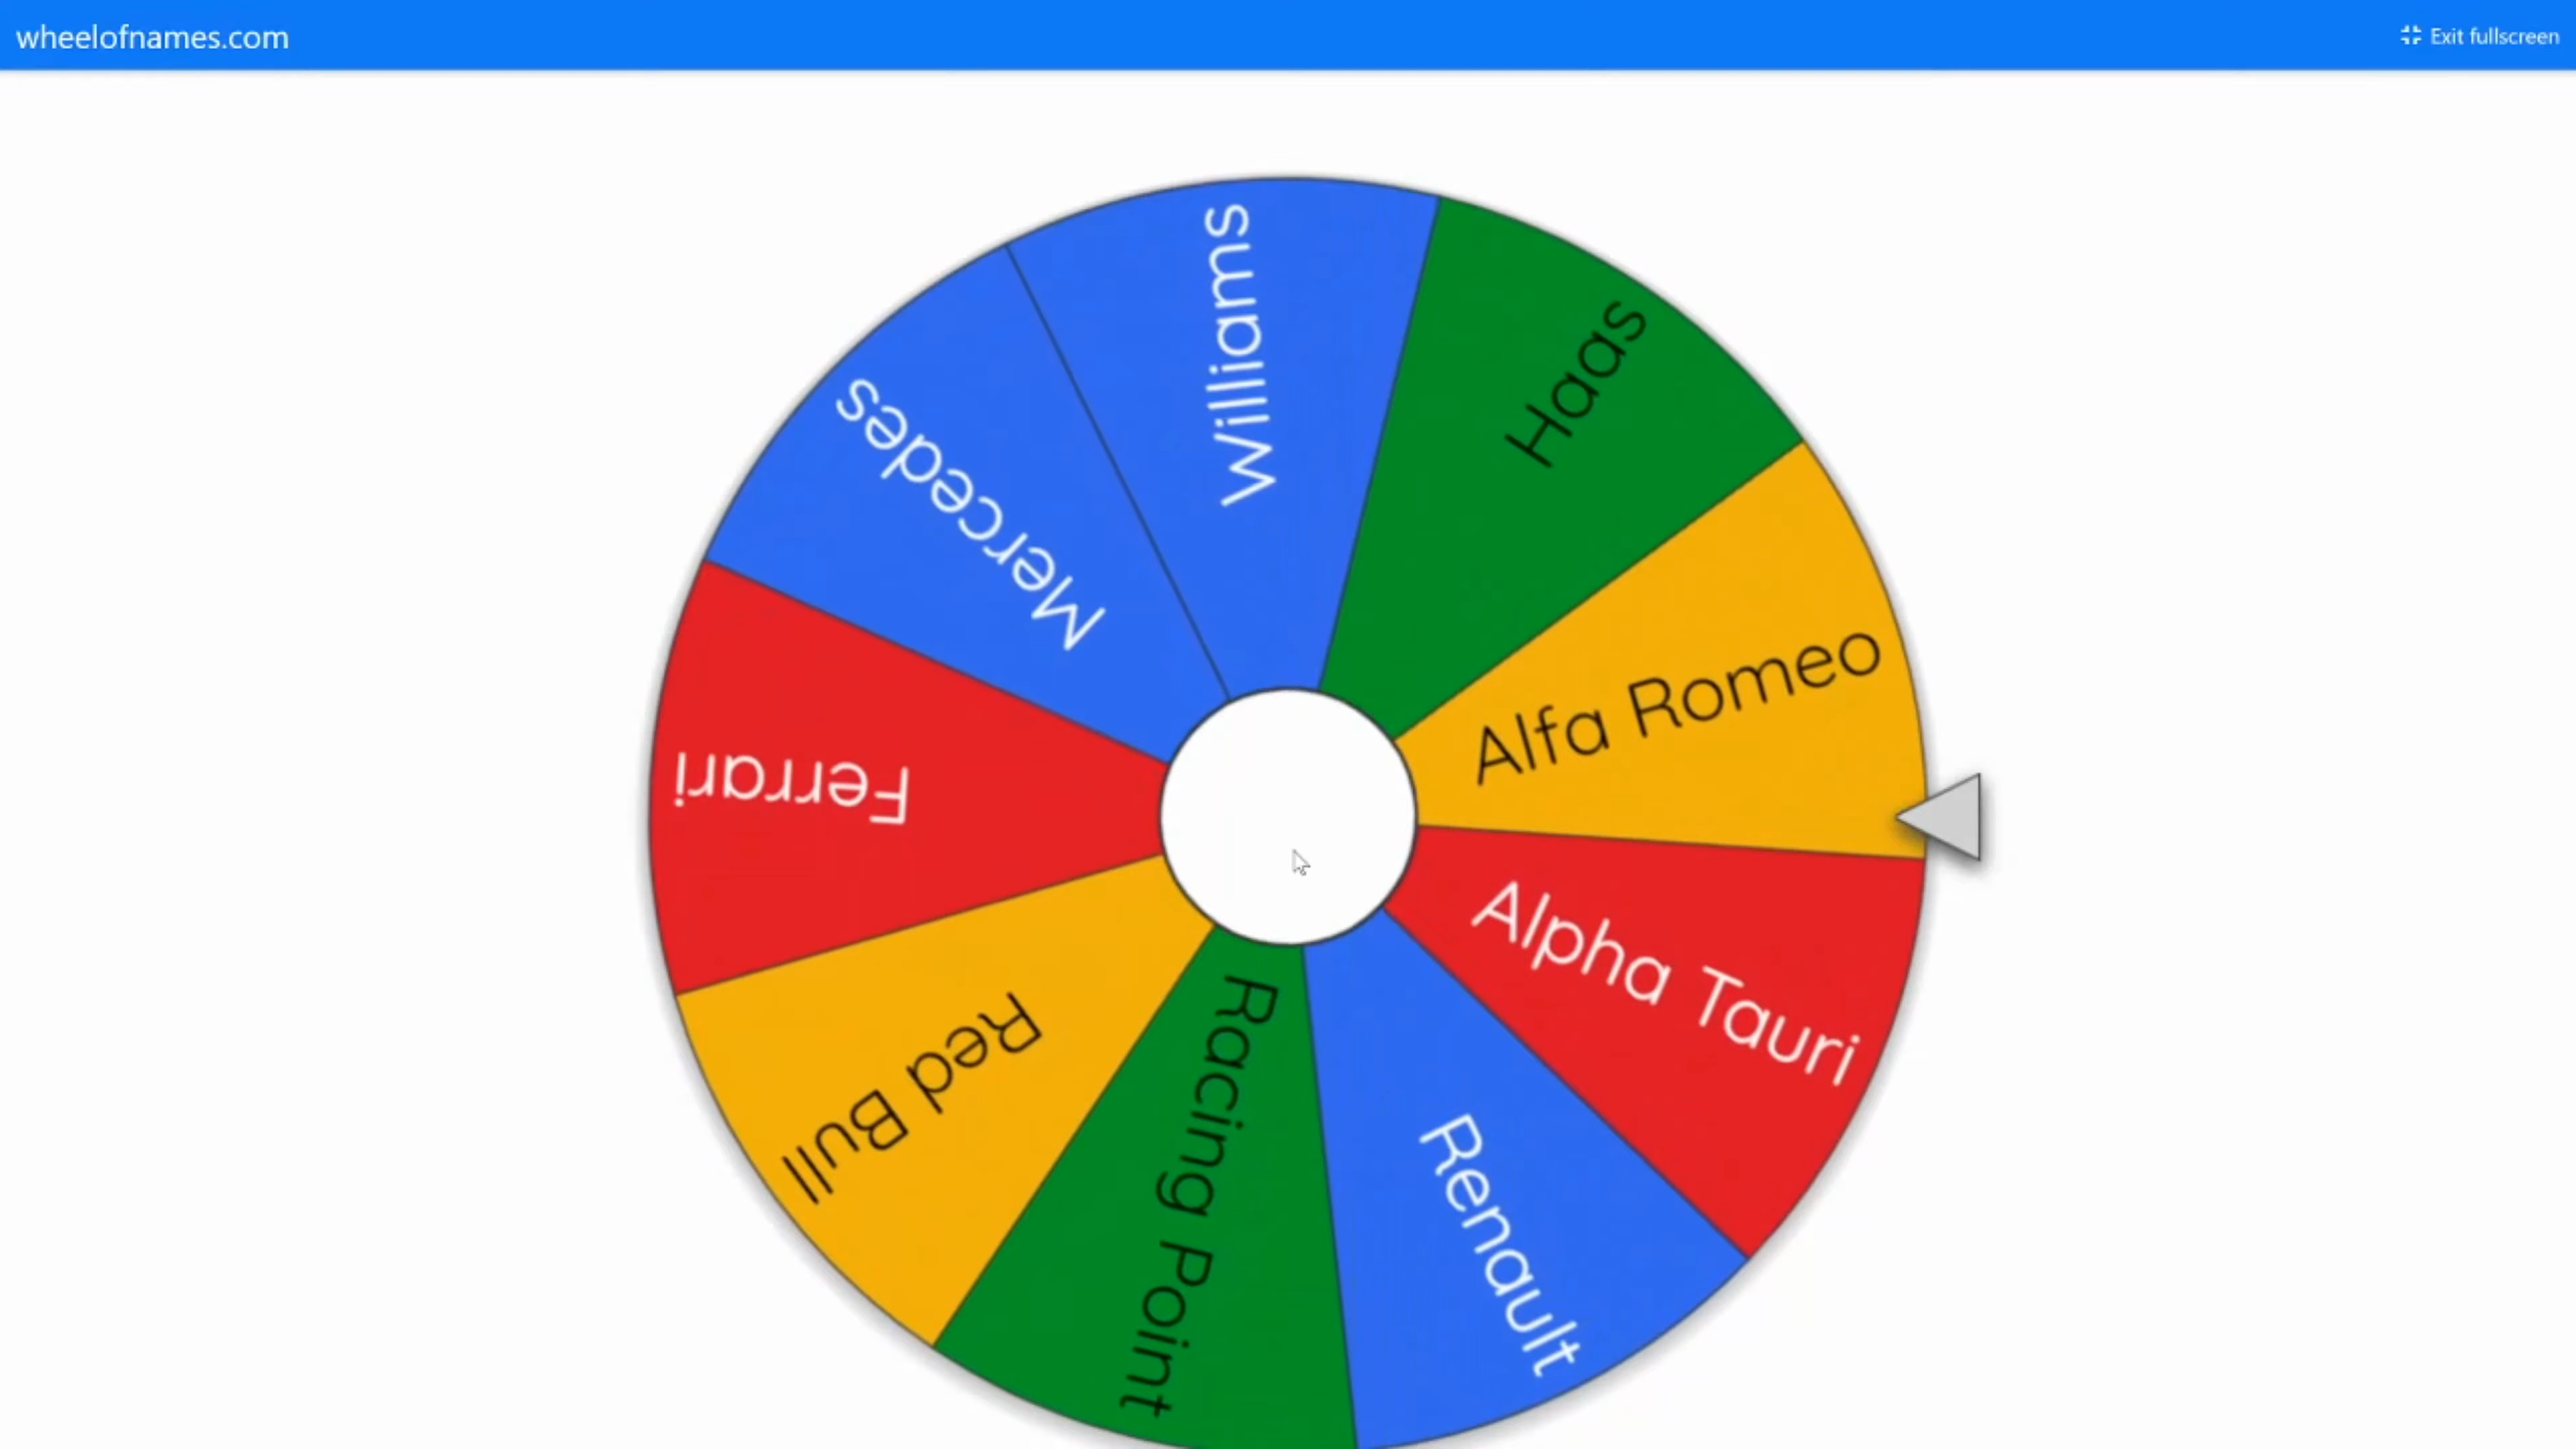 wheelofnames.com
Exit fullscreen
Williams
Haas
Alfa Romeo
Alpha Tauri
Renault
Racing Point
Red Bull
Ferrari
Mercedes